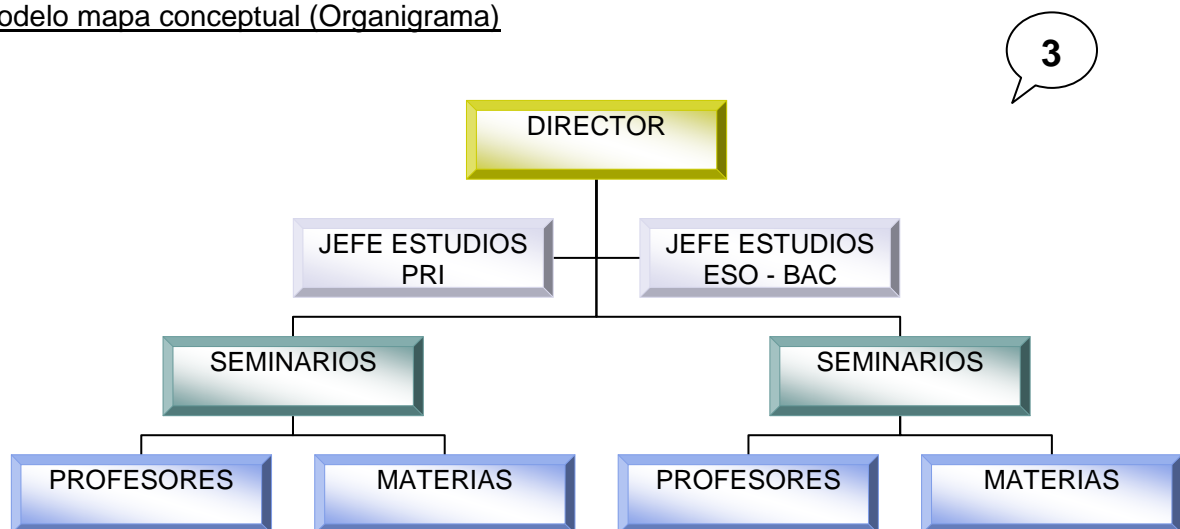 odelo mapa conceptual (Organigrama)
3
DIRECTOR
JEFE ESTUDIOS
PRI
JEFE ESTUDIOS
ESO - BAC
SEMINARIOS
SEMINARIOS
PROFESORES
MATERIAS
PROFESORES
MATERIAS